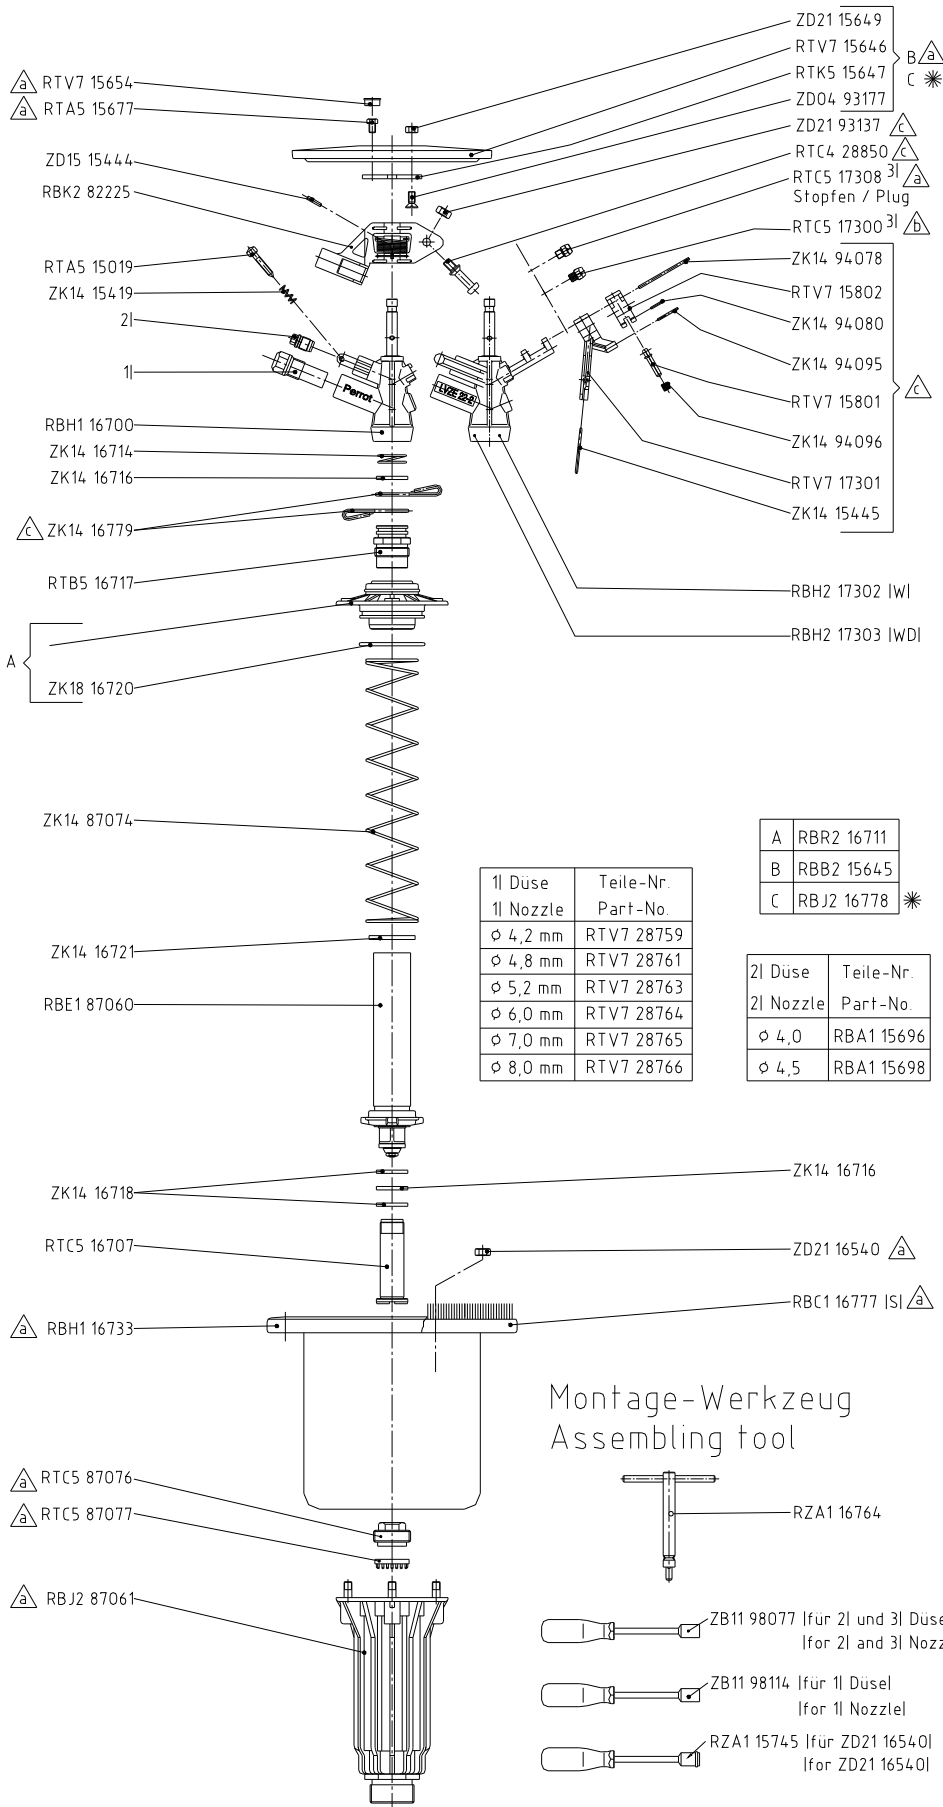 ZD21 15649
RTV7 15646
RTK5 15647
ZD04 93177
B a
C ✳
ZD21 93137 c
RTC4 28850 c
RTC5 17308 3) a
Stopfen / Plug
RTC5 17300 3) b
ZK14 94078
RTV7 15802
ZK14 94080
ZK14 94095
RTV7 15801
ZK14 94096
RTV7 17301
ZK14 15445
c
RBH2 17302 |W|
RBH2 17303 |WD|
a RTV7 15654
a RTA5 15677
ZD15 15444
RBK2 82225
RTA5 15019
ZK14 15419
2|
1|
Perrot
LVZE 22-2
RBH1 16700
ZK14 16714
ZK14 16716
c ZK14 16779
RTB5 16717
A
ZK18 16720
ZK14 87074
ZK14 16721
RBE1 87060
A RBR2 16711
B RBB2 15645
C RBJ2 16778 ✳
1| Düse Teile-Nr.
1| Nozzle Part-No.
⌀ 4,2 mm RTV7 28759
⌀ 4,8 mm RTV7 28761
⌀ 5,2 mm RTV7 28763
⌀ 6,0 mm RTV7 28764
⌀ 7,0 mm RTV7 28765
⌀ 8,0 mm RTV7 28766
2| Düse Teile-Nr.
2| Nozzle Part-No.
⌀ 4,0 RBA1 15696
⌀ 4,5 RBA1 15698
ZK14 16718
ZK14 16716
RTC5 16707
ZD21 16540 a
a RBH1 16733
RBC1 16777 |S| a
Montage-Werkzeug
Assembling tool
RZA1 16764
a RTC5 87076
a RTC5 87077
a RBJ2 87061
ZB11 98077 |für 2| und 3| Düse
|for 2| and 3| Nozz
ZB11 98114 |für 1| Düse|
|for 1| Nozzle|
RZA1 15745 |für ZD21 16540|
|for ZD21 16540|